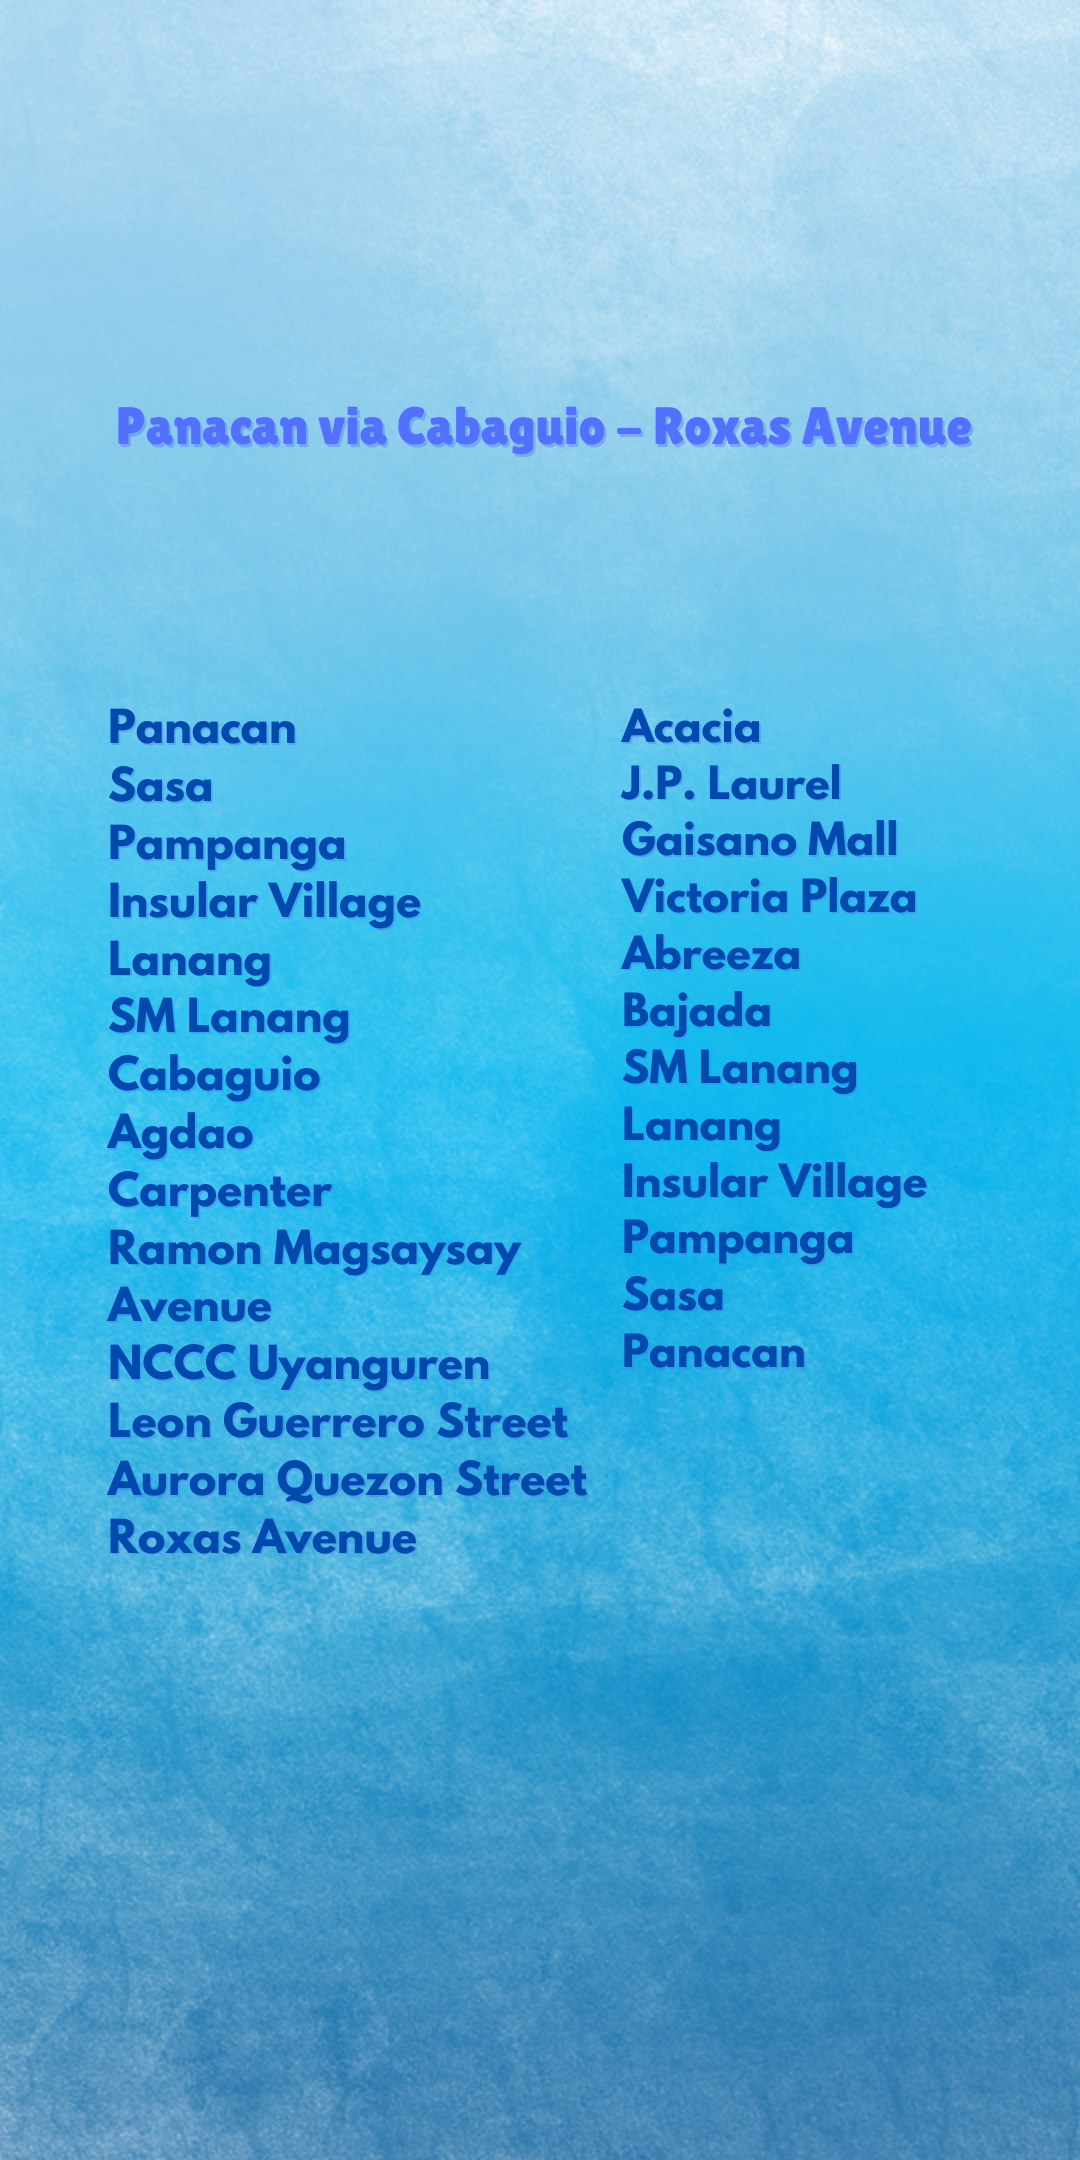 Panacan via Cabaguio – Roxas Avenue
Panacan
Sasa
Pampanga
Insular Village
Lanang
SM Lanang
Cabaguio
Agdao
Carpenter
Ramon Magsaysay
Avenue
NCCC Uyanguren
Leon Guerrero Street
Aurora Quezon Street
Roxas Avenue
Acacia
J.P. Laurel
Gaisano Mall
Victoria Plaza
Abreeza
Bajada
SM Lanang
Lanang
Insular Village
Pampanga
Sasa
Panacan